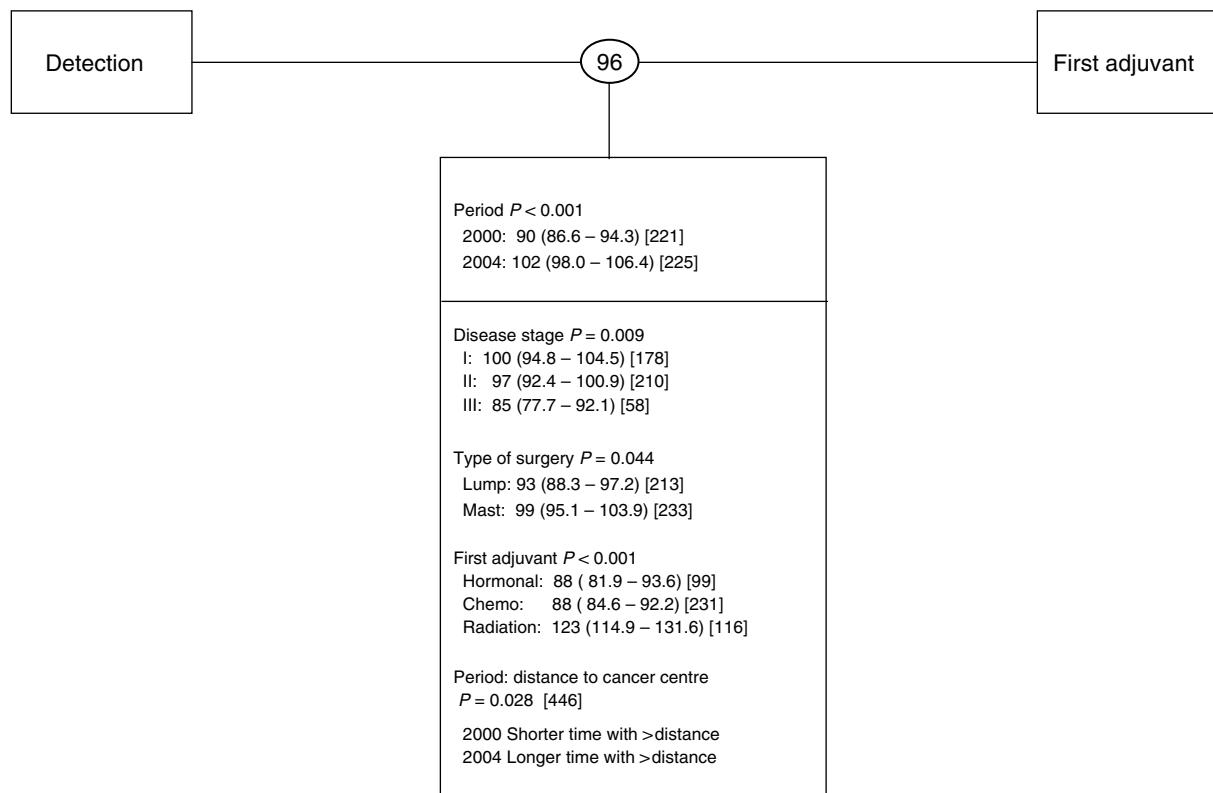 Detection
96
First adjuvant
Period P < 0.001
2000: 90 (86.6 – 94.3) [221]
2004: 102 (98.0 – 106.4) [225]
Disease stage P = 0.009
I: 100 (94.8 – 104.5) [178]
II: 97 (92.4 – 100.9) [210]
III: 85 (77.7 – 92.1) [58]
Type of surgery P = 0.044
Lump: 93 (88.3 – 97.2) [213]
Mast: 99 (95.1 – 103.9) [233]
First adjuvant P < 0.001
Hormonal: 88 ( 81.9 – 93.6) [99]
Chemo: 88 ( 84.6 – 92.2) [231]
Radiation: 123 (114.9 – 131.6) [116]
Period: distance to cancer centre
P = 0.028 [446]
2000 Shorter time with >distance
2004 Longer time with >distance